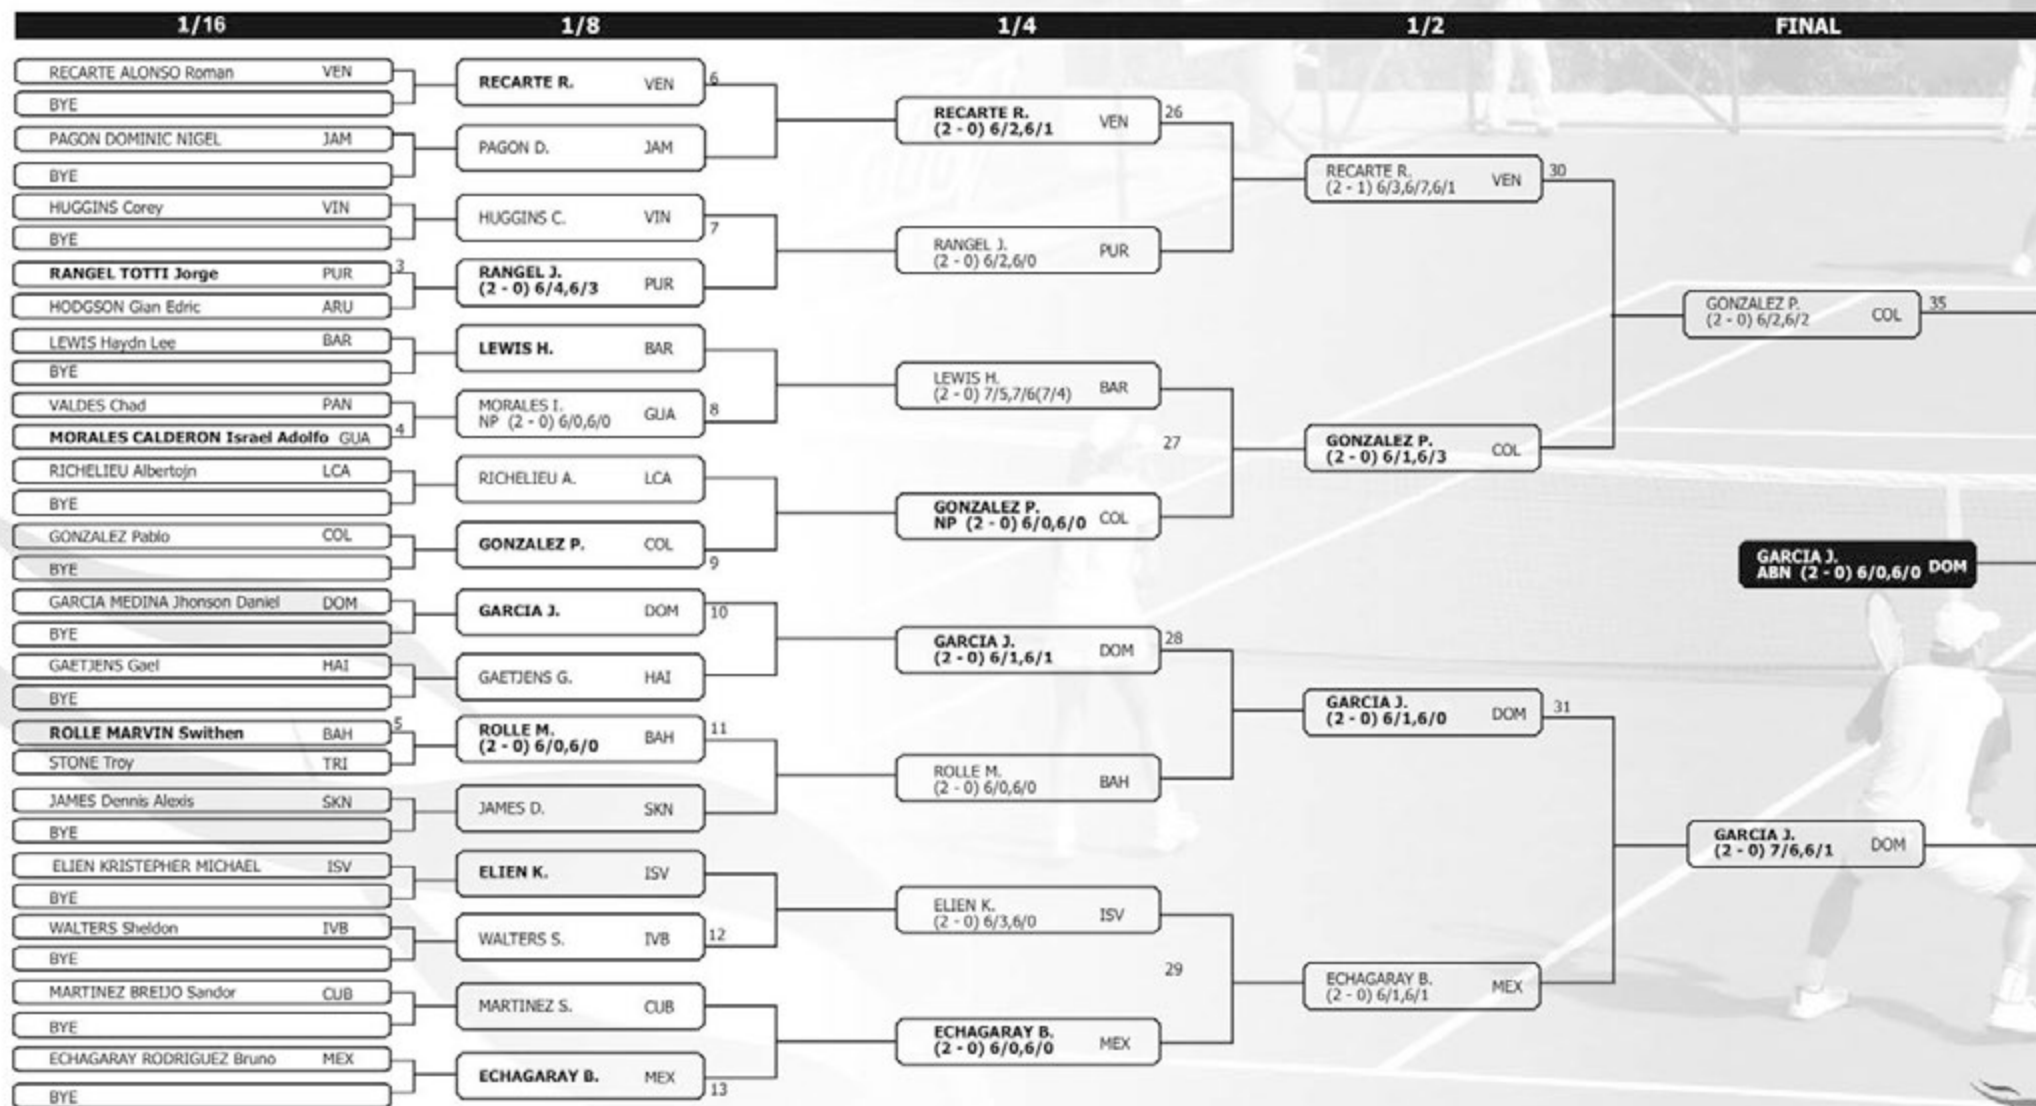 1/16 1/8 1/4 1/2 FINAL
RECARTE ALONSO Roman VEN
BYE
PAGON DOMINIC NIGEL JAM
BYE
HUGGINS Corey VIN
BYE
RANGEL TOTTI Jorge PUR 3
HODGSON Gian Edric ARU
LEWIS Haydn Lee BAR
BYE
VALDES Chad PAN
MORALES CALDERON Israel Adolfo GUA 4
RICHELIEU Albertojn LCA
BYE
GONZALEZ Pablo COL
BYE
GARCIA MEDINA Jhonson Daniel DOM
BYE
GAETJENS Gael HAI
BYE
ROLLE MARVIN Swithen BAH 5
STONE Troy TRI
JAMES Dennis Alexis SKN
BYE
ELIEN KRISTEPHER MICHAEL ISV
BYE
WALTERS Sheldon IVB
BYE
MARTINEZ BREIJO Sandor CUB
BYE
ECHAGARAY RODRIGUEZ Bruno MEX
BYE
RECARTE R. VEN 6
PAGON D. JAM
HUGGINS C. VIN 7
RANGEL J. PUR
(2 - 0) 6/4,6/3
LEWIS H. BAR
MORALES I. GUA 8
NP (2 - 0) 6/0,6/0
RICHELIEU A. LCA
GONZALEZ P. COL
9
GARCIA J. DOM 10
GAETJENS G. HAI
ROLLE M. BAH 11
(2 - 0) 6/0,6/0
JAMES D. SKN
ELIEN K. ISV
WALTERS S. IVB 12
MARTINEZ S. CUB
ECHAGARAY B. MEX
13
RECARTE R. VEN 26
(2 - 0) 6/2,6/1
RANGEL J. PUR
(2 - 0) 6/2,6/0
LEWIS H. BAR
(2 - 0) 7/5,7/6(7/4)
27
GONZALEZ P. COL
NP (2 - 0) 6/0,6/0
GARCIA J. DOM 28
(2 - 0) 6/1,6/1
ROLLE M. BAH
(2 - 0) 6/0,6/0
ELIEN K. ISV
(2 - 0) 6/3,6/0
29
ECHAGARAY B. MEX
(2 - 0) 6/0,6/0
RECARTE R. VEN 30
(2 - 1) 6/3,6/7,6/1
GONZALEZ P. COL
(2 - 0) 6/1,6/3
GARCIA J. DOM 31
(2 - 0) 6/1,6/0
ECHAGARAY B. MEX
(2 - 0) 6/1,6/1
GONZALEZ P. COL 35
(2 - 0) 6/2,6/2
GARCIA J. DOM
ABN (2 - 0) 6/0,6/0
GARCIA J. DOM
(2 - 0) 7/6,6/1